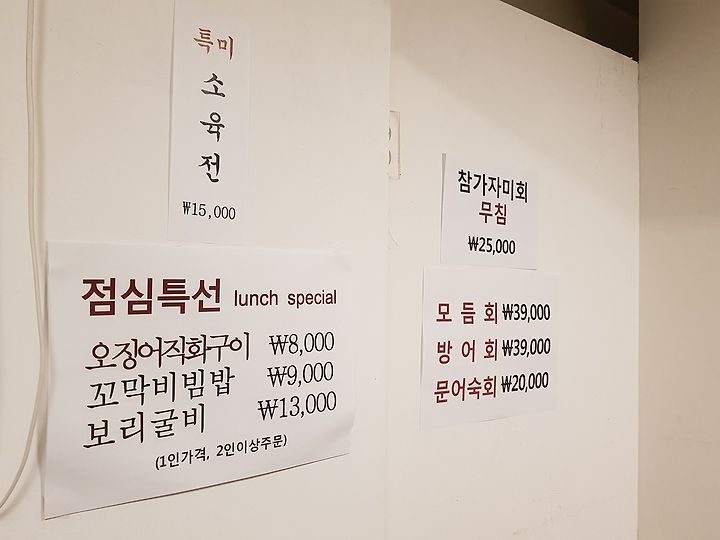 특미
소
육
전
₩15,000
점심특선 lunch special
오징어직화구이 ₩8,000
꼬막비빔밥 ₩9,000
보리굴비 ₩13,000
(1인가격, 2인이상주문)
참가자미회
무침
₩25,000
모듬회 ₩39,000
방어회 ₩39,000
문어숙회 ₩20,000